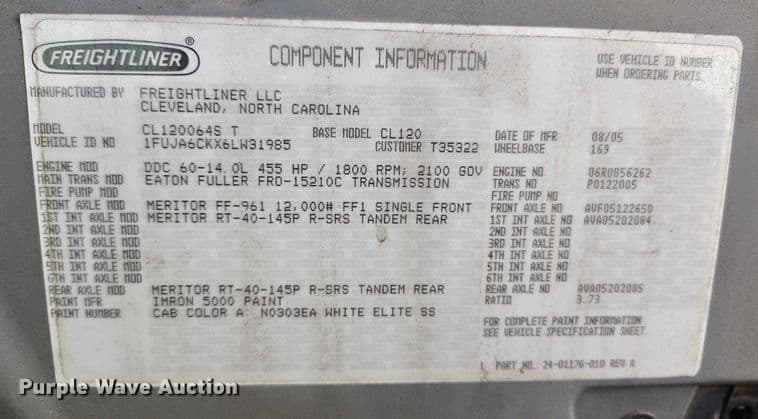 FREIGHTLINER ®
COMPONENT INFORMATION
USE VEHICLE ID NUMBER
WHEN ORDERING PARTS.
MANUFACTURED BY FREIGHTLINER LLC
CLEVELAND, NORTH CAROLINA
MODEL CL120064S T BASE MODEL CL120 DATE OF MFR 08/05
VEHICLE ID NO 1FUJA6CKX6LW31985 CUSTOMER T35322 WHEELBASE 169
ENGINE MOD DDC 60-14.0L 455 HP / 1800 RPM; 2100 GOV ENGINE NO 06R0856262
MAIN TRANS MOD EATON FULLER FRO-15210C TRANSMISSION TRANS NO P0122005
FIRE PUMP MOD FIRE PUMP NO
FRONT AXLE MOD MERITOR FF-961 12,000# FF1 SINGLE FRONT FRONT AXLE NO AVF05122650
1ST INT AXLE MOD MERITOR RT-40-145P R-SRS TANDEM REAR 1ST INT AXLE NO AVA05202084
2ND INT AXLE MOD 2ND INT AXLE NO
3RD INT AXLE MOD 3RD INT AXLE NO
4TH INT AXLE MOD 4TH INT AXLE NO
5TH INT AXLE MOD 5TH INT AXLE NO
6TH INT AXLE MOD 6TH INT AXLE NO
REAR AXLE MOD MERITOR RT-40-145P R-SRS TANDEM REAR REAR AXLE NO AVA05202085
PAINT MFR IMRON 5000 PAINT RATIO 3.73
PAINT NUMBER CAB COLOR A: N0303EA WHITE ELITE SS
FOR COMPLETE PAINT INFORMATION
SEE VEHICLE SPECIFICATION SHEET.
PART NO. 24-01176-010 REV A
Purple Wave Auction